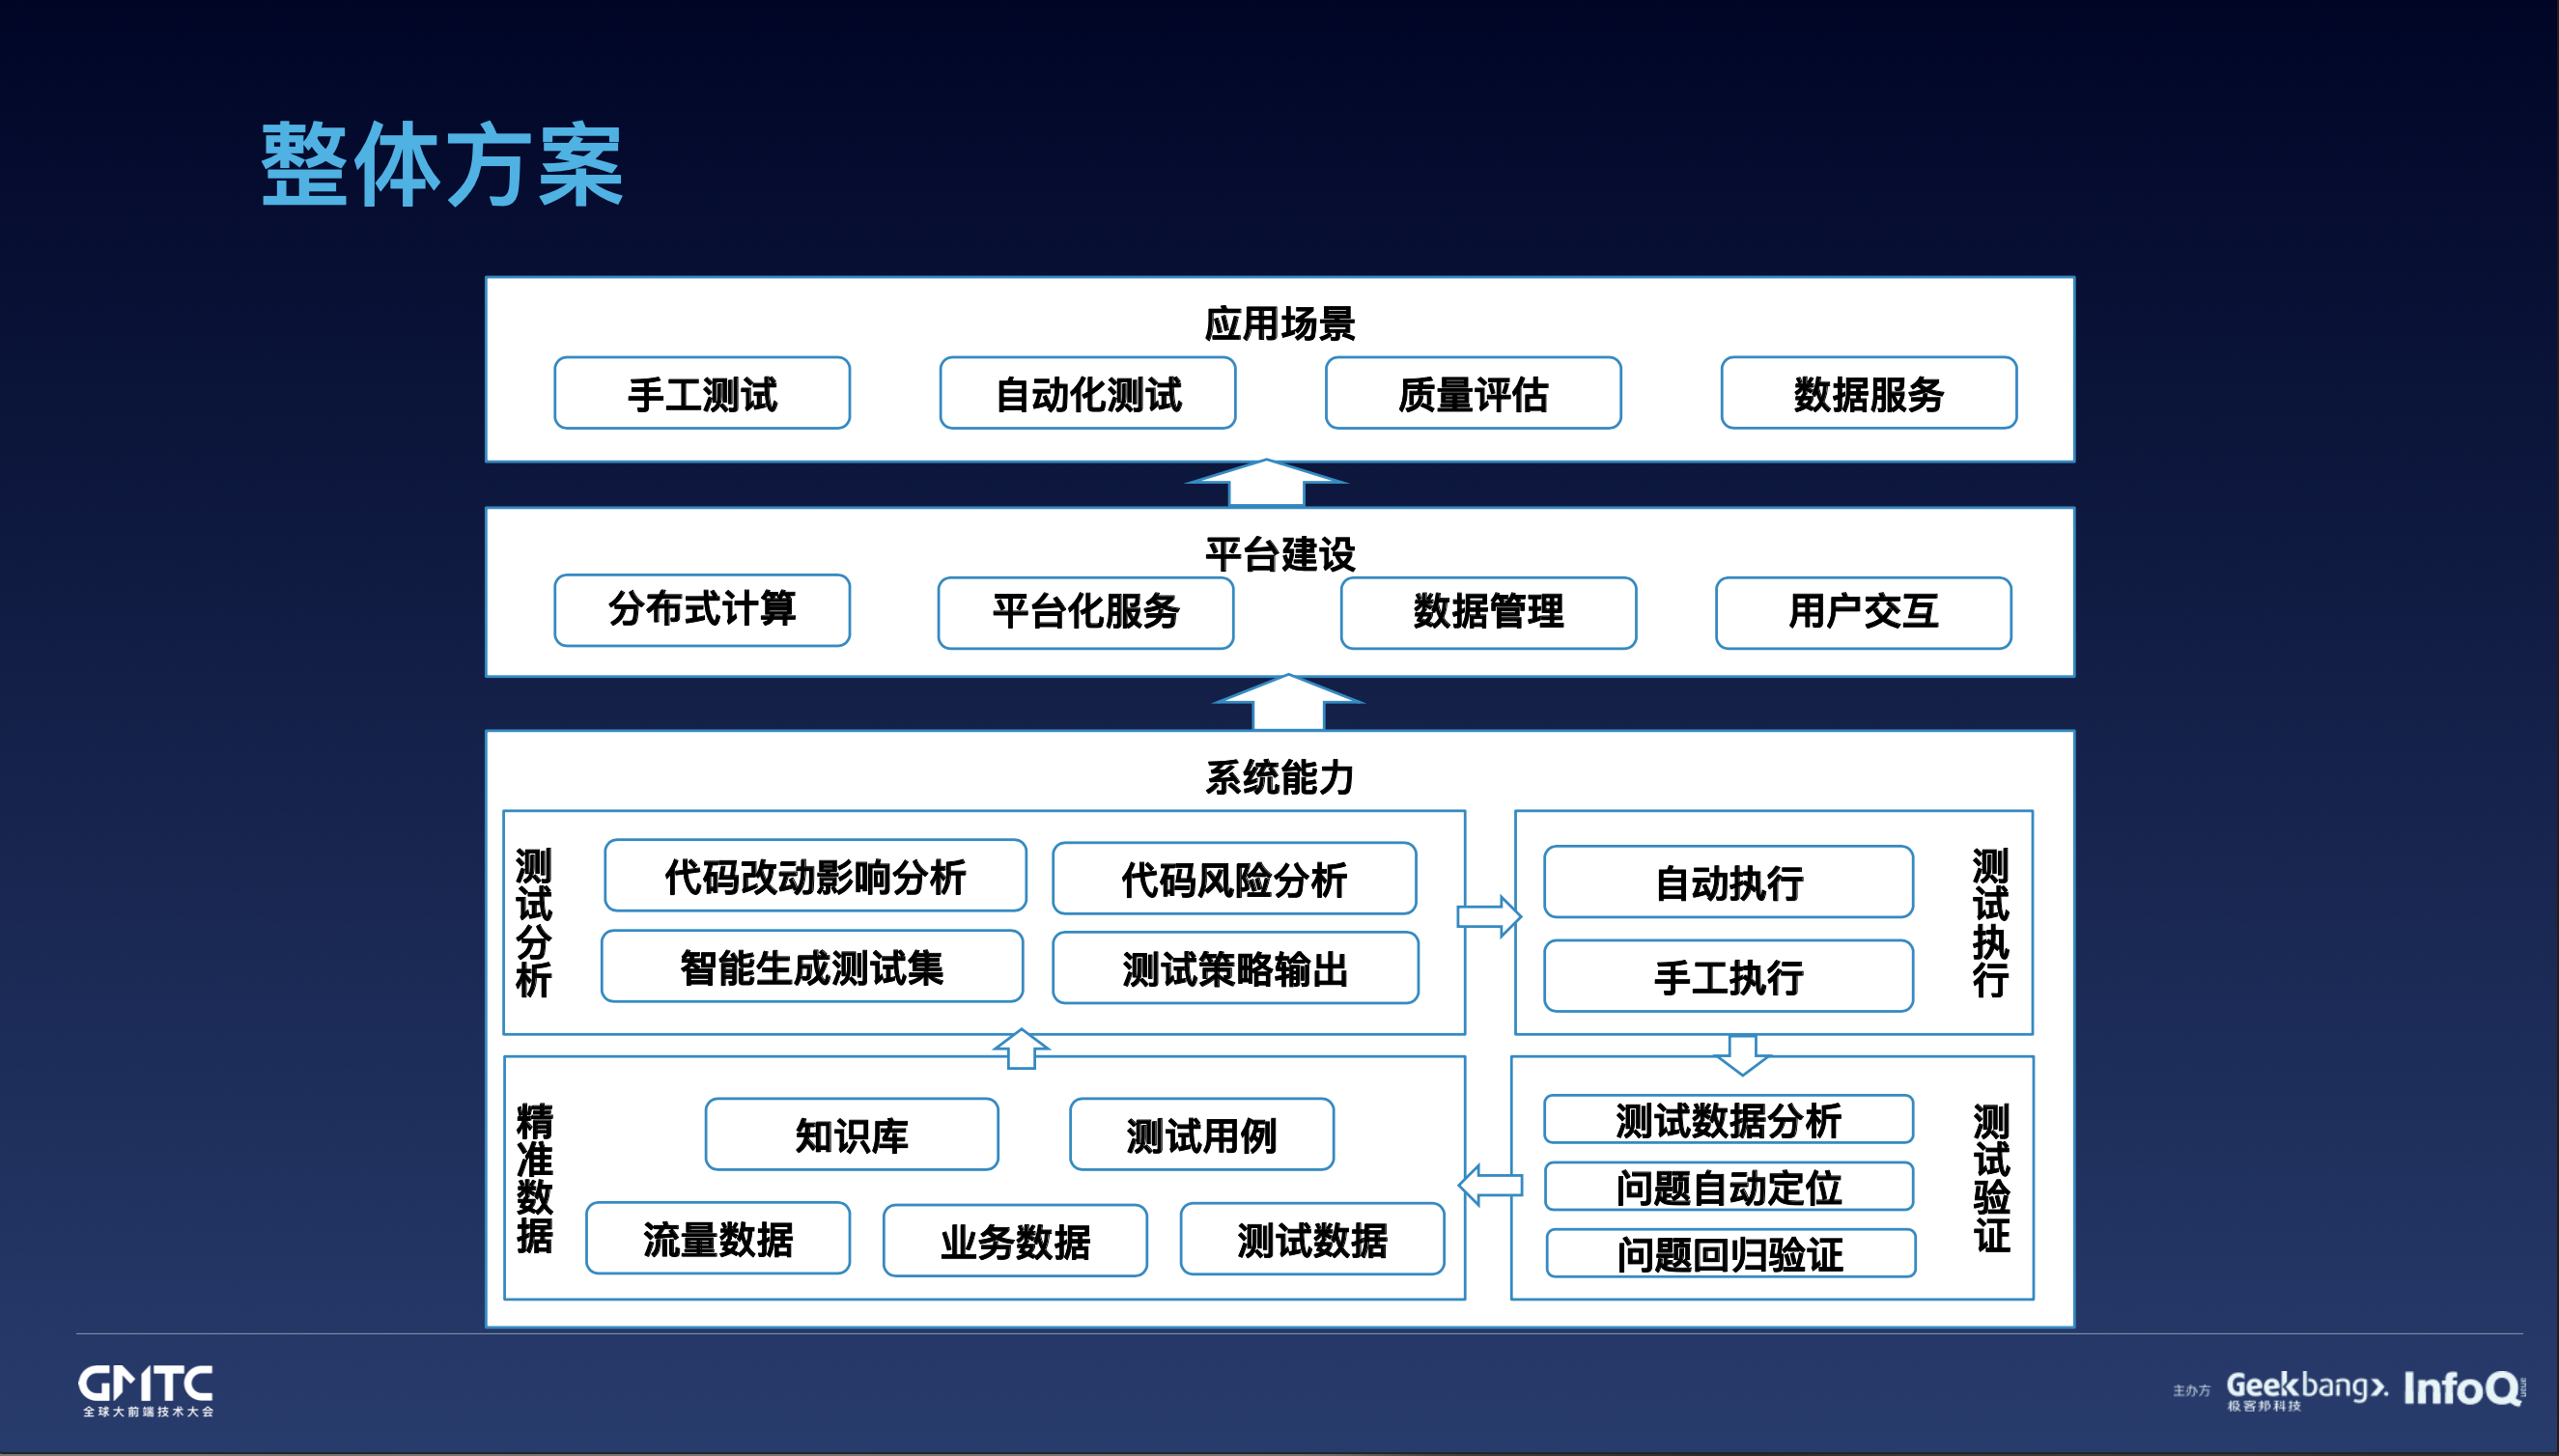 整体方案
应用场景
手工测试
自动化测试
质量评估
数据服务
平台建设
分布式计算
平台化服务
数据管理
用户交互
系统能力
测试分析
代码改动影响分析
代码风险分析
智能生成测试集
测试策略输出
自动执行
手工执行
测试执行
精准数据
知识库
测试用例
流量数据
业务数据
测试数据
测试数据分析
问题自动定位
问题回归验证
测试验证
GMTC
全球大前端技术大会
主办方
Geekbang>.
极客邦科技
InfoQ